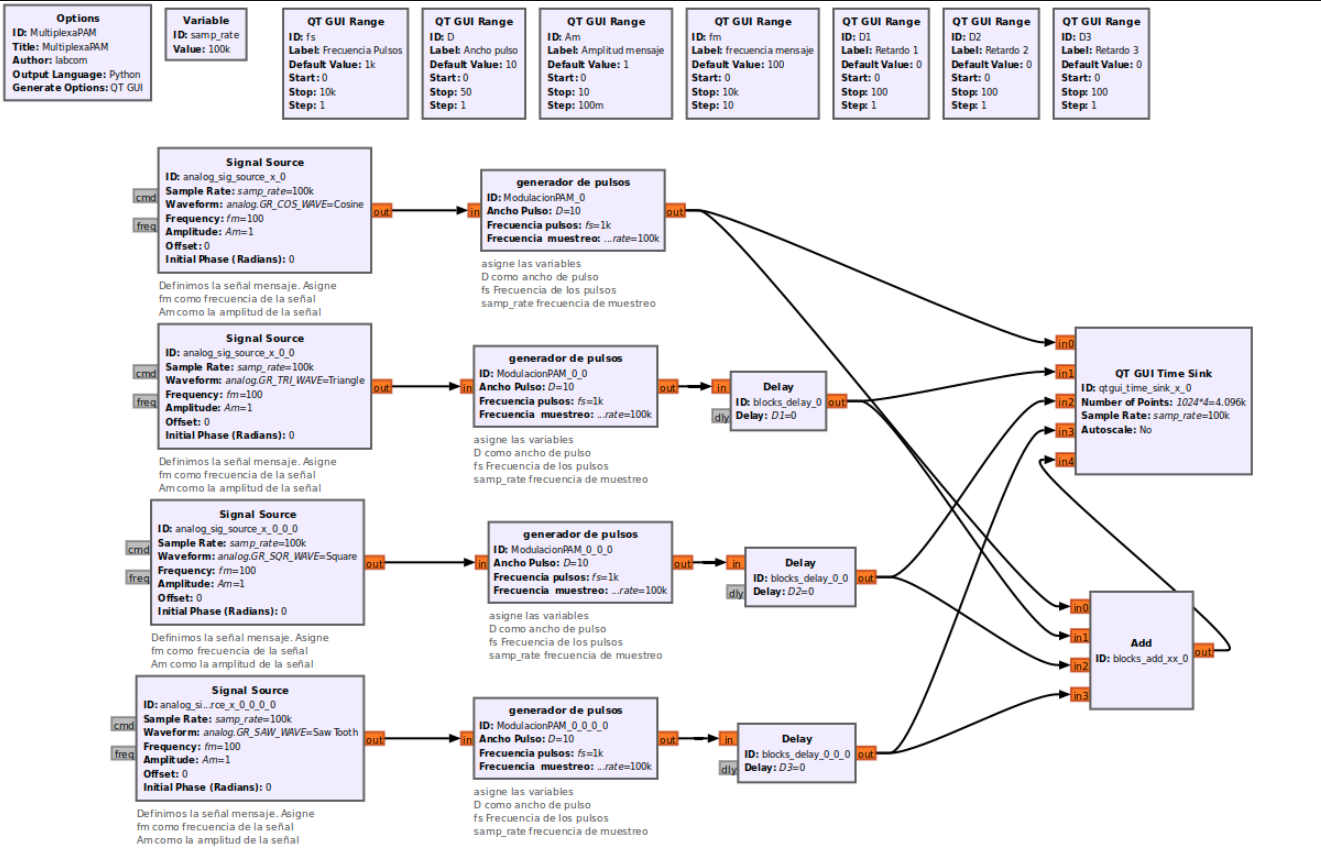 Options
ID: MultiplexaPAM
Title: MultiplexaPAM
Author: labcom
Output Language: Python
Generate Options: QT GUI
Variable
ID: samp_rate
Value: 100k
QT GUI Range
ID: fs
Label: Frecuencia Pulsos
Default Value: 1k
Start: 0
Stop: 10k
Step: 1
QT GUI Range
ID: D
Label: Ancho pulso
Default Value: 10
Start: 0
Stop: 50
Step: 1
QT GUI Range
ID: Am
Label: Amplitud mensaje
Default Value: 1
Start: 0
Stop: 10
Step: 100m
QT GUI Range
ID: fm
Label: frecuencia mensaje
Default Value: 100
Start: 0
Stop: 10k
Step: 10
QT GUI Range
ID: D1
Label: Retardo 1
Default Value: 0
Start: 0
Stop: 100
Step: 1
QT GUI Range
ID: D2
Label: Retardo 2
Default Value: 0
Start: 0
Stop: 100
Step: 1
QT GUI Range
ID: D3
Label: Retardo 3
Default Value: 0
Start: 0
Stop: 100
Step: 1
cmd
freq
Signal Source
ID: analog_sig_source_x_0
Sample Rate: samp_rate=100k
Waveform: analog.GR_COS_WAVE=Cosine
Frequency: fm=100
Amplitude: Am=1
Offset: 0
Initial Phase (Radians): 0
out
Definimos la señal mensaje. Asigne
fm como frecuencia de la señal
Am como la amplitud de la señal
in
generador de pulsos
ID: ModulacionPAM_0
Ancho Pulso: D=10
Frecuencia pulsos: fs=1k
Frecuencia muestreo: ...rate=100k
out
asigne las variables
D como ancho de pulso
fs Frecuencia de los pulsos
samp_rate frecuencia de muestreo
cmd
freq
Signal Source
ID: analog_sig_source_x_0_0
Sample Rate: samp_rate=100k
Waveform: analog.GR_TRI_WAVE=Triangle
Frequency: fm=100
Amplitude: Am=1
Offset: 0
Initial Phase (Radians): 0
out
Definimos la señal mensaje. Asigne
fm como frecuencia de la señal
Am como la amplitud de la señal
in
generador de pulsos
ID: ModulacionPAM_0_0
Ancho Pulso: D=10
Frecuencia pulsos: fs=1k
Frecuencia muestreo: ...rate=100k
out
asigne las variables
D como ancho de pulso
fs Frecuencia de los pulsos
samp_rate frecuencia de muestreo
in
dly
Delay
ID: blocks_delay_0
Delay: D1=0
out
cmd
freq
Signal Source
ID: analog_sig_source_x_0_0_0
Sample Rate: samp_rate=100k
Waveform: analog.GR_SQR_WAVE=Square
Frequency: fm=100
Amplitude: Am=1
Offset: 0
Initial Phase (Radians): 0
out
Definimos la señal mensaje. Asigne
fm como frecuencia de la señal
Am como la amplitud de la señal
in
generador de pulsos
ID: ModulacionPAM_0_0_0
Ancho Pulso: D=10
Frecuencia pulsos: fs=1k
Frecuencia muestreo: ...rate=100k
out
asigne las variables
D como ancho de pulso
fs Frecuencia de los pulsos
samp_rate frecuencia de muestreo
in
dly
Delay
ID: blocks_delay_0_0
Delay: D2=0
out
cmd
freq
Signal Source
ID: analog_si...rce_x_0_0_0_0
Sample Rate: samp_rate=100k
Waveform: analog.GR_SAW_WAVE=Saw Tooth
Frequency: fm=100
Amplitude: Am=1
Offset: 0
Initial Phase (Radians): 0
out
Definimos la señal mensaje. Asigne
fm como frecuencia de la señal
Am como la amplitud de la señal
in
generador de pulsos
ID: ModulacionPAM_0_0_0_0
Ancho Pulso: D=10
Frecuencia pulsos: fs=1k
Frecuencia muestreo: ...rate=100k
out
asigne las variables
D como ancho de pulso
fs Frecuencia de los pulsos
samp_rate frecuencia de muestreo
in
dly
Delay
ID: blocks_delay_0_0_0
Delay: D3=0
out
in0
in1
in2
in3
in4
QT GUI Time Sink
ID: qtgui_time_sink_x_0
Number of Points: 1024*4=4.096k
Sample Rate: samp_rate=100k
Autoscale: No
in0
in1
in2
in3
Add
ID: blocks_add_xx_0
out